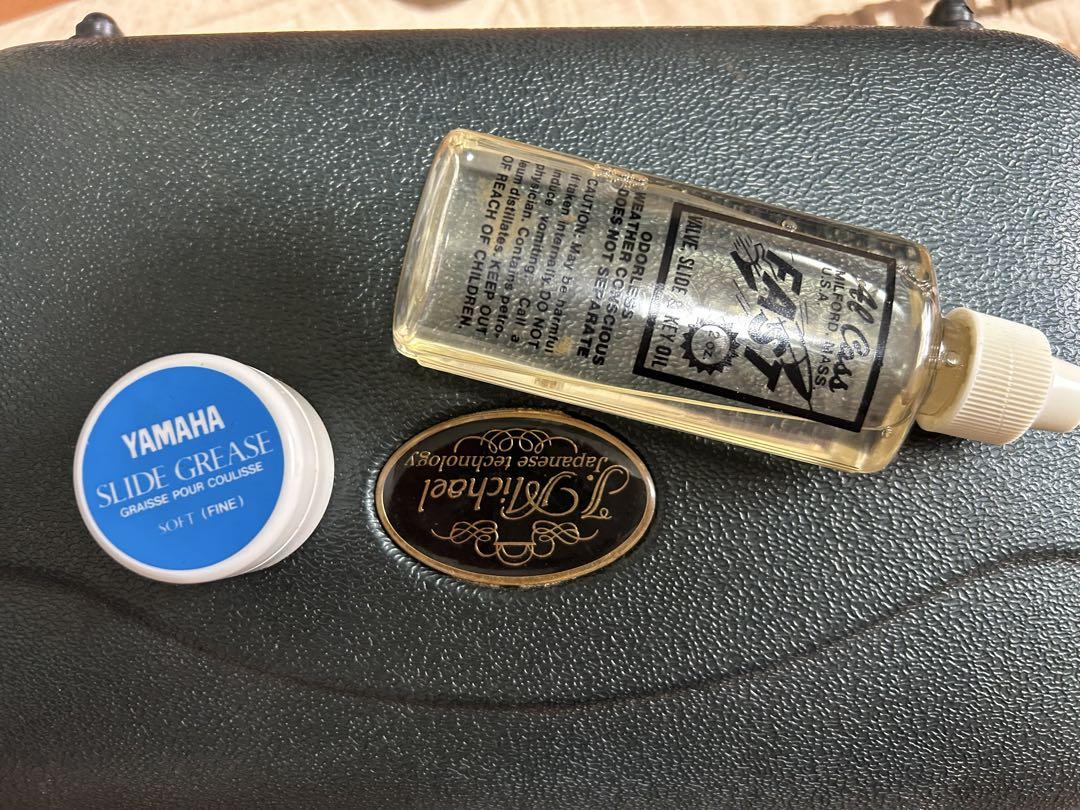 YAMAHA
SLIDE GREASE
GRAISSE POUR COULISSE
SOFT (FINE)
J. Michael
Japanese technology
Al Cass
MILFORD, MASS.
U.S.A.
FAST
2 OZ.
VALVE, SLIDE & KEY OIL
ODORLESS
WEATHER CONSCIOUS
DOES NOT SEPARATE
CAUTION: May be harmful
if taken internally. DO NOT
induce vomiting. Call a
physician. Contains petro-
leum distillates KEEP OUT
OF REACH OF CHILDREN.